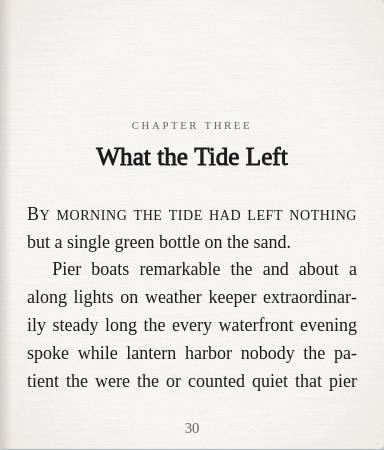 CHAPTER THREE
What the Tide Left
BY MORNING THE TIDE HAD LEFT NOTHING
but a single green bottle on the sand.
Pier boats remarkable the and about a
along lights on weather keeper extraordinar-
ily steady long the every waterfront evening
spoke while lantern harbor nobody the pa-
tient the were the or counted quiet that pier
30